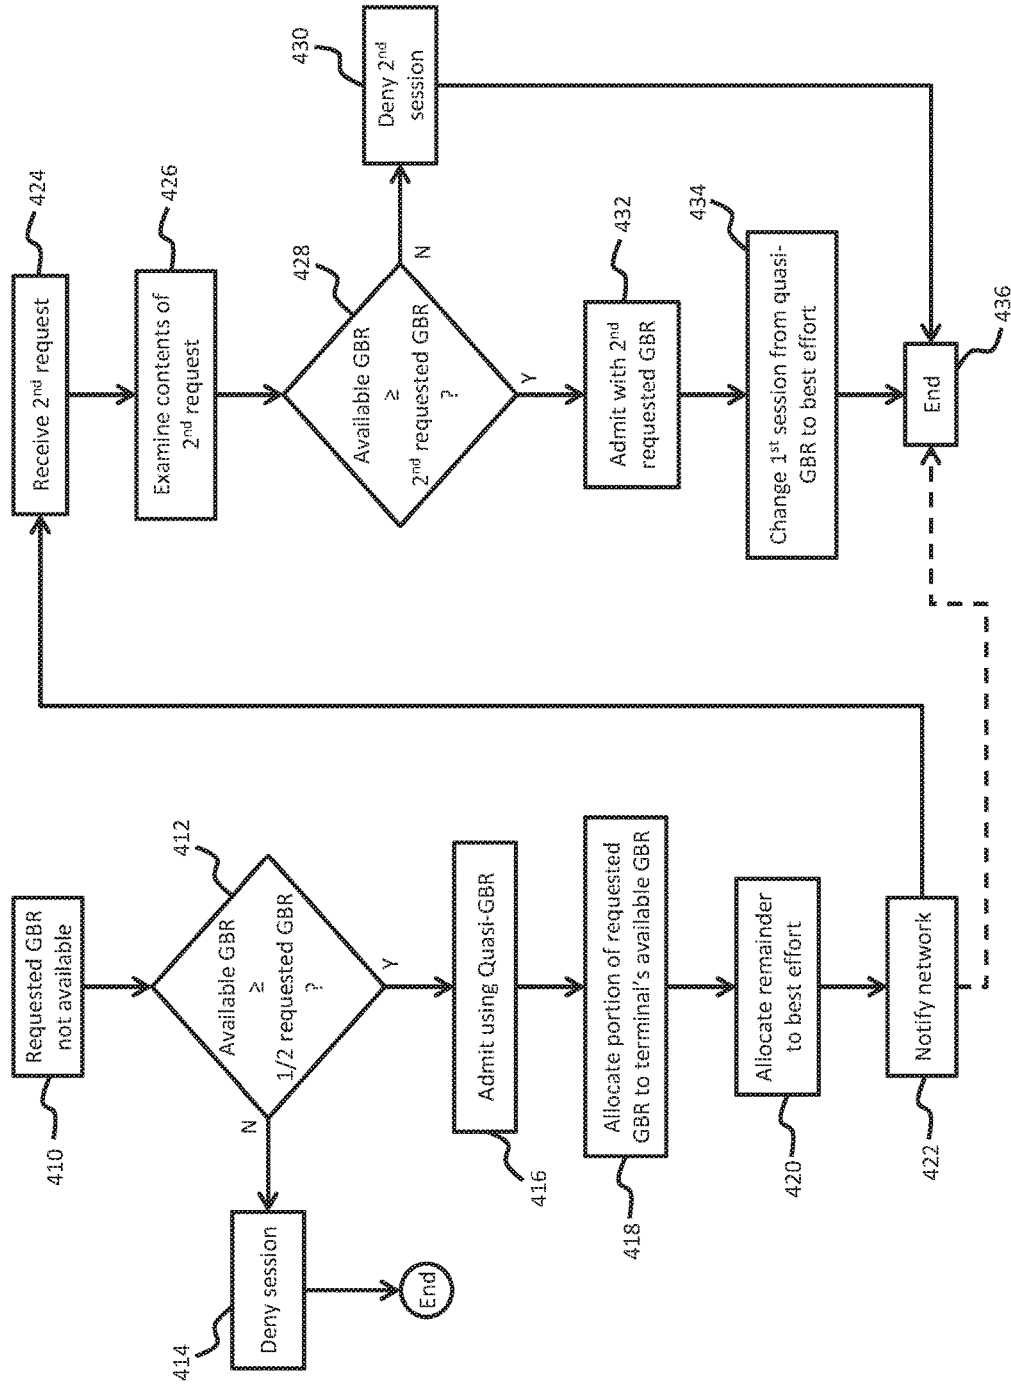 410
Requested GBR
not available
412
Available GBR
≥
1/2 requested GBR
?
N
Y
414
Deny session
End
416
Admit using Quasi-GBR
418
Allocate portion of requested
GBR to terminal's available GBR
420
Allocate remainder
to best effort
422
Notify network
424
Receive 2nd request
426
Examine contents of
2nd request
428
Available GBR
≥
2nd requested GBR
?
N
Y
430
Deny 2nd
session
432
Admit with 2nd
requested GBR
434
Change 1st session from quasi-
GBR to best effort
End
436